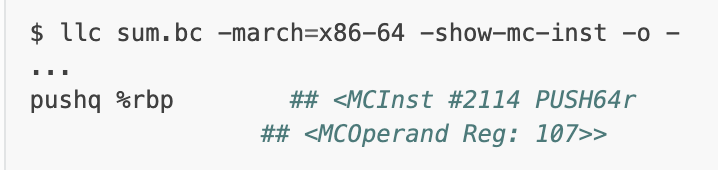 $ llc sum.bc -march=x86-64 -show-mc-inst -o -
...
pushq %rbp ## <MCInst #2114 PUSH64r
## <MCOperand Reg: 107>>